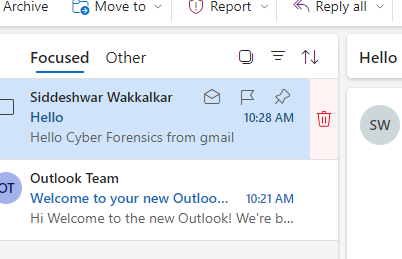 Archive Move to Report Reply all
Focused Other
Hello
Siddeshwar Wakkalkar
Hello 10:28 AM
Hello Cyber Forensics from gmail
SW
OT
Outlook Team
Welcome to your new Outloo... 10:21 AM
Hi Welcome to the new Outlook! We're b...